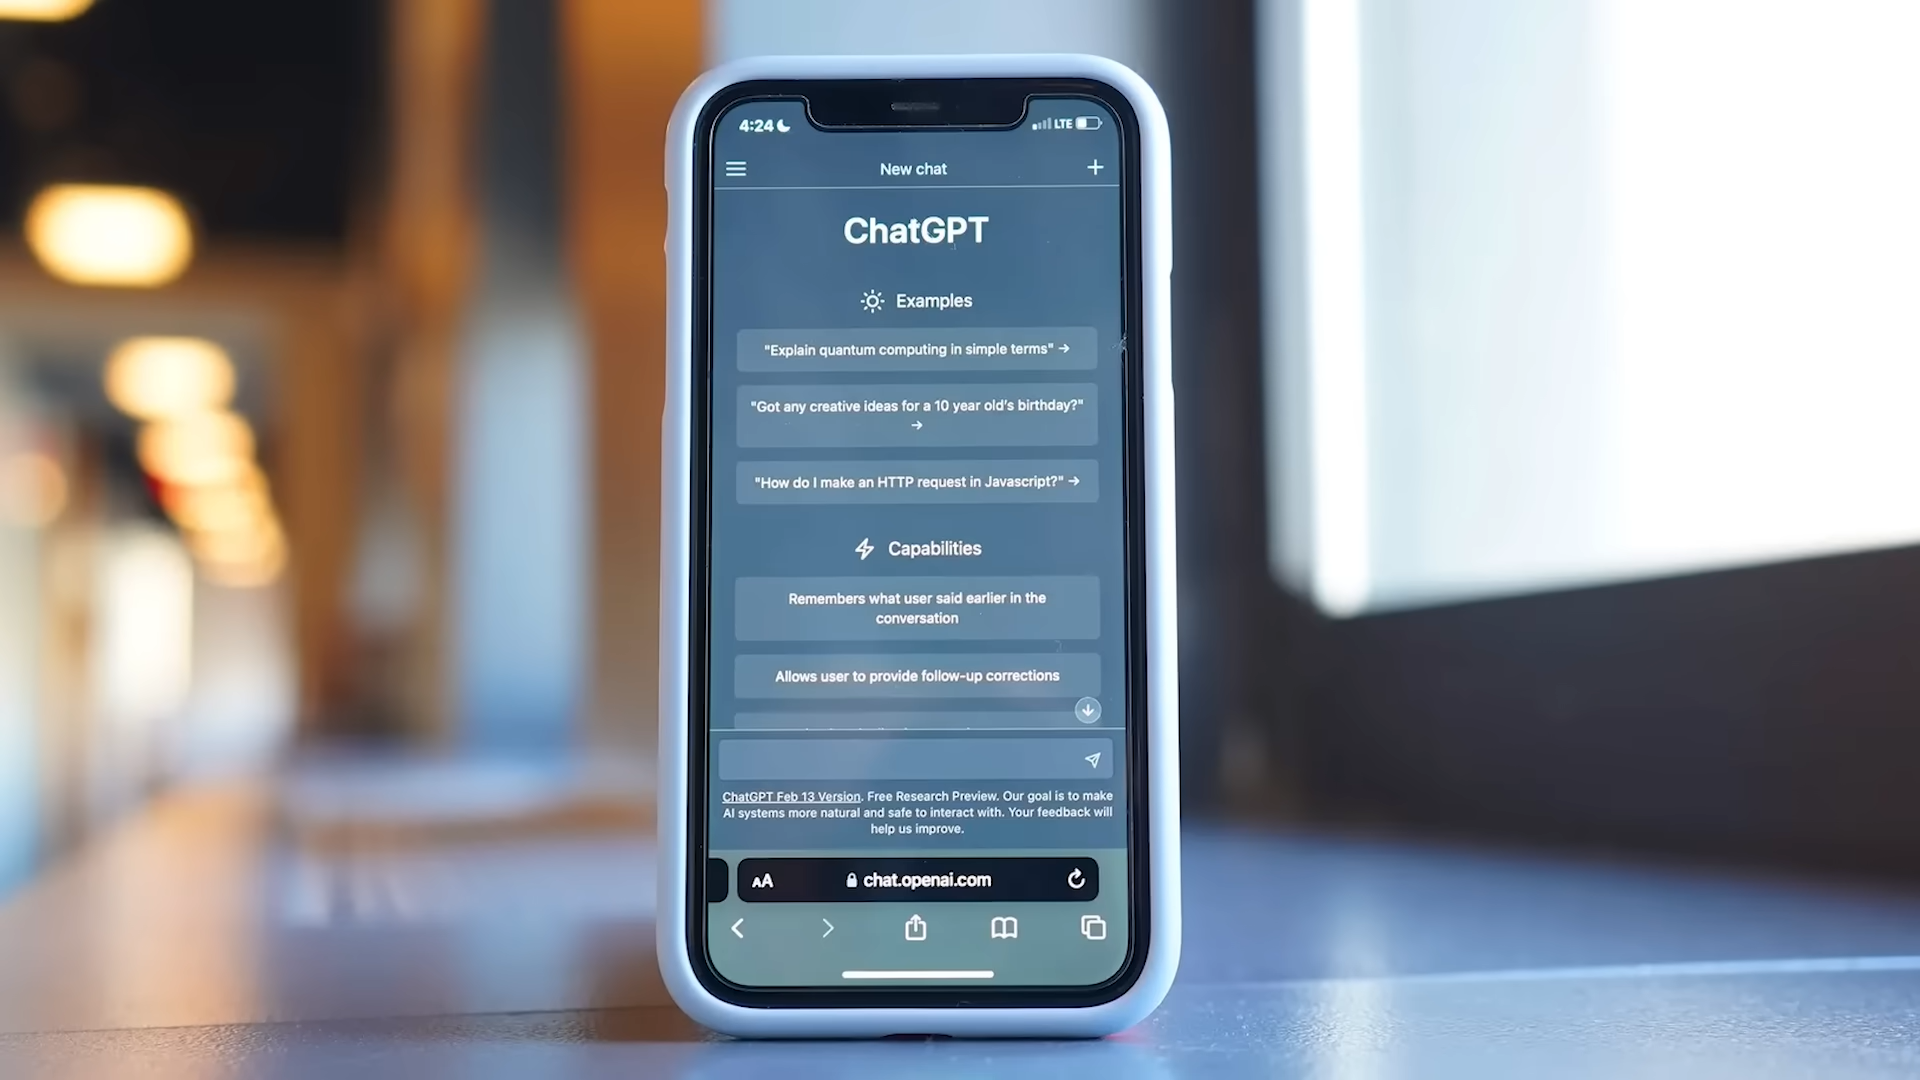 4:24
LTE
New chat
ChatGPT
Examples
"Explain quantum computing in simple terms" →
"Got any creative ideas for a 10 year old's birthday?"
→
"How do I make an HTTP request in Javascript?" →
Capabilities
Remembers what user said earlier in the
conversation
Allows user to provide follow-up corrections
ChatGPT Feb 13 Version. Free Research Preview. Our goal is to make
AI systems more natural and safe to interact with. Your feedback will
help us improve.
AA
chat.openai.com